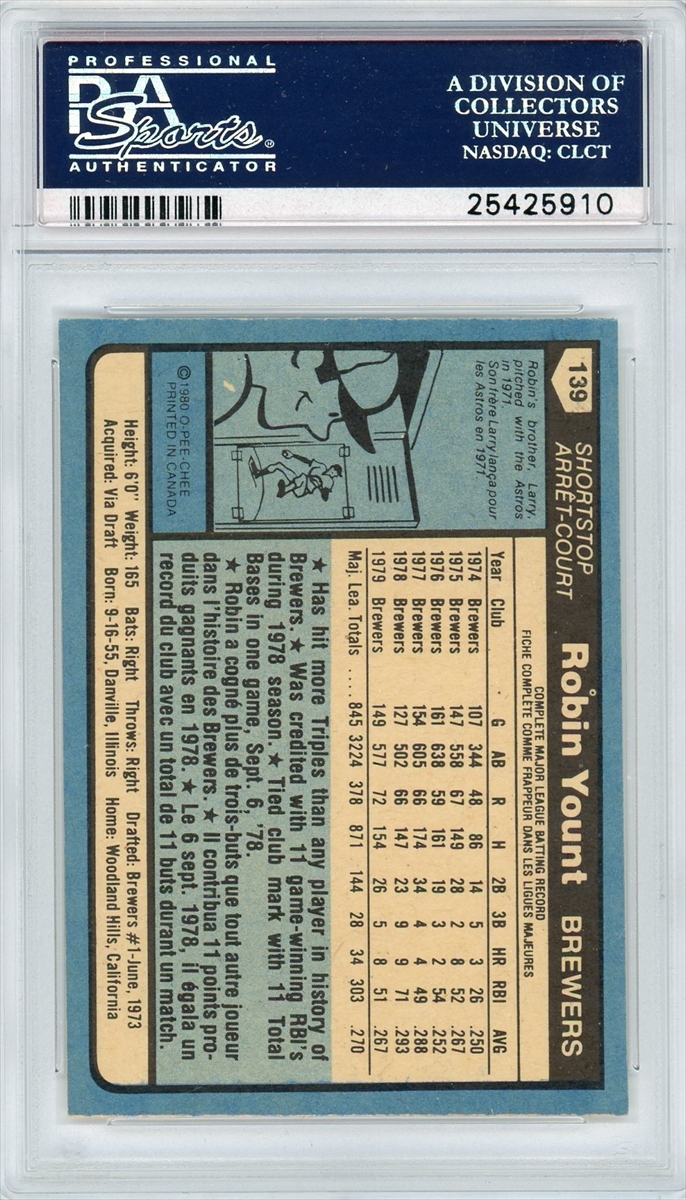 PROFESSIONAL
PSA
Sports®
AUTHENTICATOR
A DIVISION OF
COLLECTORS
UNIVERSE
NASDAQ: CLCT
25425910
139
SHORTSTOP
ARRÊT-COURT
Robin Yount BREWERS
Robin's brother, Larry,
pitched with the Astros
in 1971.
Son frère Larry lança pour
les Astros en 1971.
©1980 O-PEE-CHEE
PRINTED IN CANADA
COMPLETE MAJOR LEAGUE BATTING RECORD
FICHE COMPLÈTE COMME FRAPPEUR DANS LES LIGUES MAJEURES
Year Club G AB R H 2B 3B HR RBI AVG
1974 Brewers 107 344 48 86 14 5 3 26 .250
1975 Brewers 147 558 67 149 28 2 8 52 .267
1976 Brewers 161 638 59 161 19 3 2 54 .252
1977 Brewers 154 605 66 174 34 4 4 49 .288
1978 Brewers 127 502 66 147 23 9 9 71 .293
1979 Brewers 149 577 72 154 26 5 8 51 .267
Maj. Lea. Totals .... 845 3224 378 871 144 28 34 303 .270
★ Has hit more Triples than any player in history of
Brewers. ★ Was credited with 11 game-winning RBI's
during 1978 season. ★ Tied club mark with 11 Total
Bases in one game, Sept. 6, '78.
★ Robin a cogné plus de trois-buts que tout autre joueur
dans l'histoire des Brewers. ★ Il contribua 11 points pro-
duits gagnants en 1978. ★ Le 6 sept. 1978, il égala un
record du club avec un total de 11 buts durant un match.
Height: 6'0" Weight: 165 Bats: Right Throws: Right Drafted: Brewers #1-June, 1973
Acquired: Via Draft Born: 9-16-55, Danville, Illinois Home: Woodland Hills, California